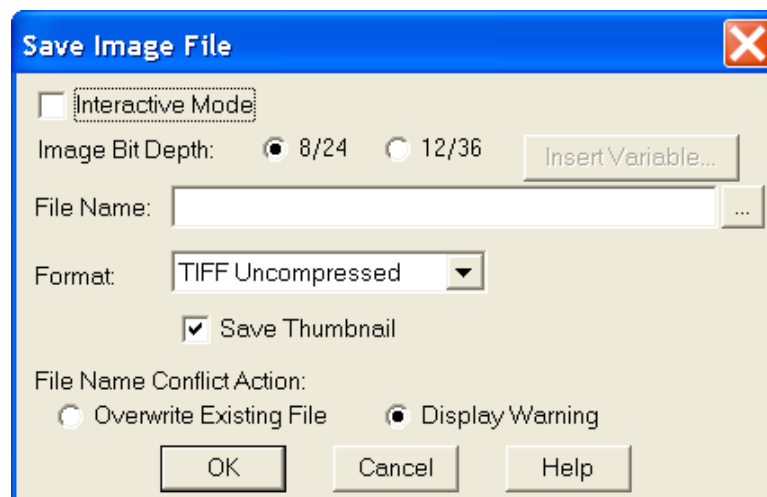 Save Image File
Interactive Mode
Image Bit Depth: 8/24 12/36 Insert Variable...
File Name: ...
Format: TIFF Uncompressed
Save Thumbnail
File Name Conflict Action:
Overwrite Existing File Display Warning
OK Cancel Help